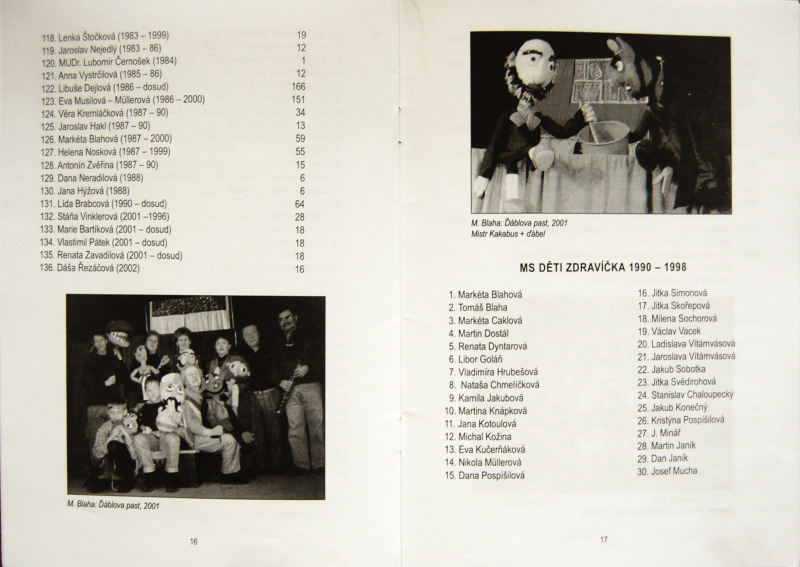 118. Lenka Štočková (1983 – 1999) 19
119. Jaroslav Nejedlý (1983 – 86) 12
120. MUDr. Lubomír Černošek (1984) 1
121. Anna Vystrčilová (1985 – 86) 12
122. Libuše Dejlová (1986 – dosud) 166
123. Eva Musilová – Müllerová (1986 – 2000) 151
124. Věra Kremláčková (1987 – 90) 34
125. Jaroslav Hakl (1987 – 90) 13
126. Markéta Blahová (1987 – 2000) 59
127. Helena Nosková (1987 – 1999) 55
128. Antonín Zvěřina (1987 – 90) 15
129. Dana Neradilová (1988) 6
130. Jana Hýžová (1988) 6
131. Lída Brabcová (1990 – dosud) 64
132. Stáňa Vinklerová (2001 –1996) 28
133. Marie Bartíková (2001 – dosud) 18
134. Vlastimil Pátek (2001 – dosud) 18
135. Renata Zavadilová (2001 – dosud) 18
136. Dáša Řezáčová (2002) 16
M. Blaha: Ďáblova past, 2001
16
M. Blaha: Ďáblova past, 2001
Mistr Kakabus + ďábel
MS DĚTI ZDRAVÍČKA 1990 – 1998
1. Markéta Blahová
2. Tomáš Blaha
3. Markéta Caklová
4. Martin Dostál
5. Renata Dyntarová
6. Libor Goláň
7. Vladimíra Hrubešová
8. Nataša Chmelíčková
9. Kamila Jakubová
10. Martina Knápková
11. Jana Kotoulová
12. Michal Kožina
13. Eva Kučerňáková
14. Nikola Müllerová
15. Dana Pospíšilová
16. Jitka Simonová
17. Jitka Skořepová
18. Milena Sochorová
19. Václav Vacek
20. Ladislava Vítámvásová
21. Jaroslava Vítámvásová
22. Jakub Sobotka
23. Jitka Svědirohová
24. Stanislav Chaloupecký
25. Jakub Konečný
26. Kristýna Pospíšilová
27. J. Minář
28. Martin Janík
29. Dan Janík
30. Josef Mucha
17